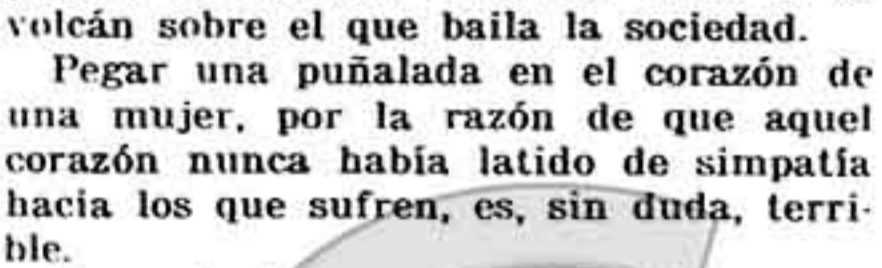 volcán sobre el que baila la sociedad.
Pegar una puñalada en el corazón de
una mujer, por la razón de que aquel
corazón nunca había latido de simpatía
hacia los que sufren, es, sin duda, terri-
ble.